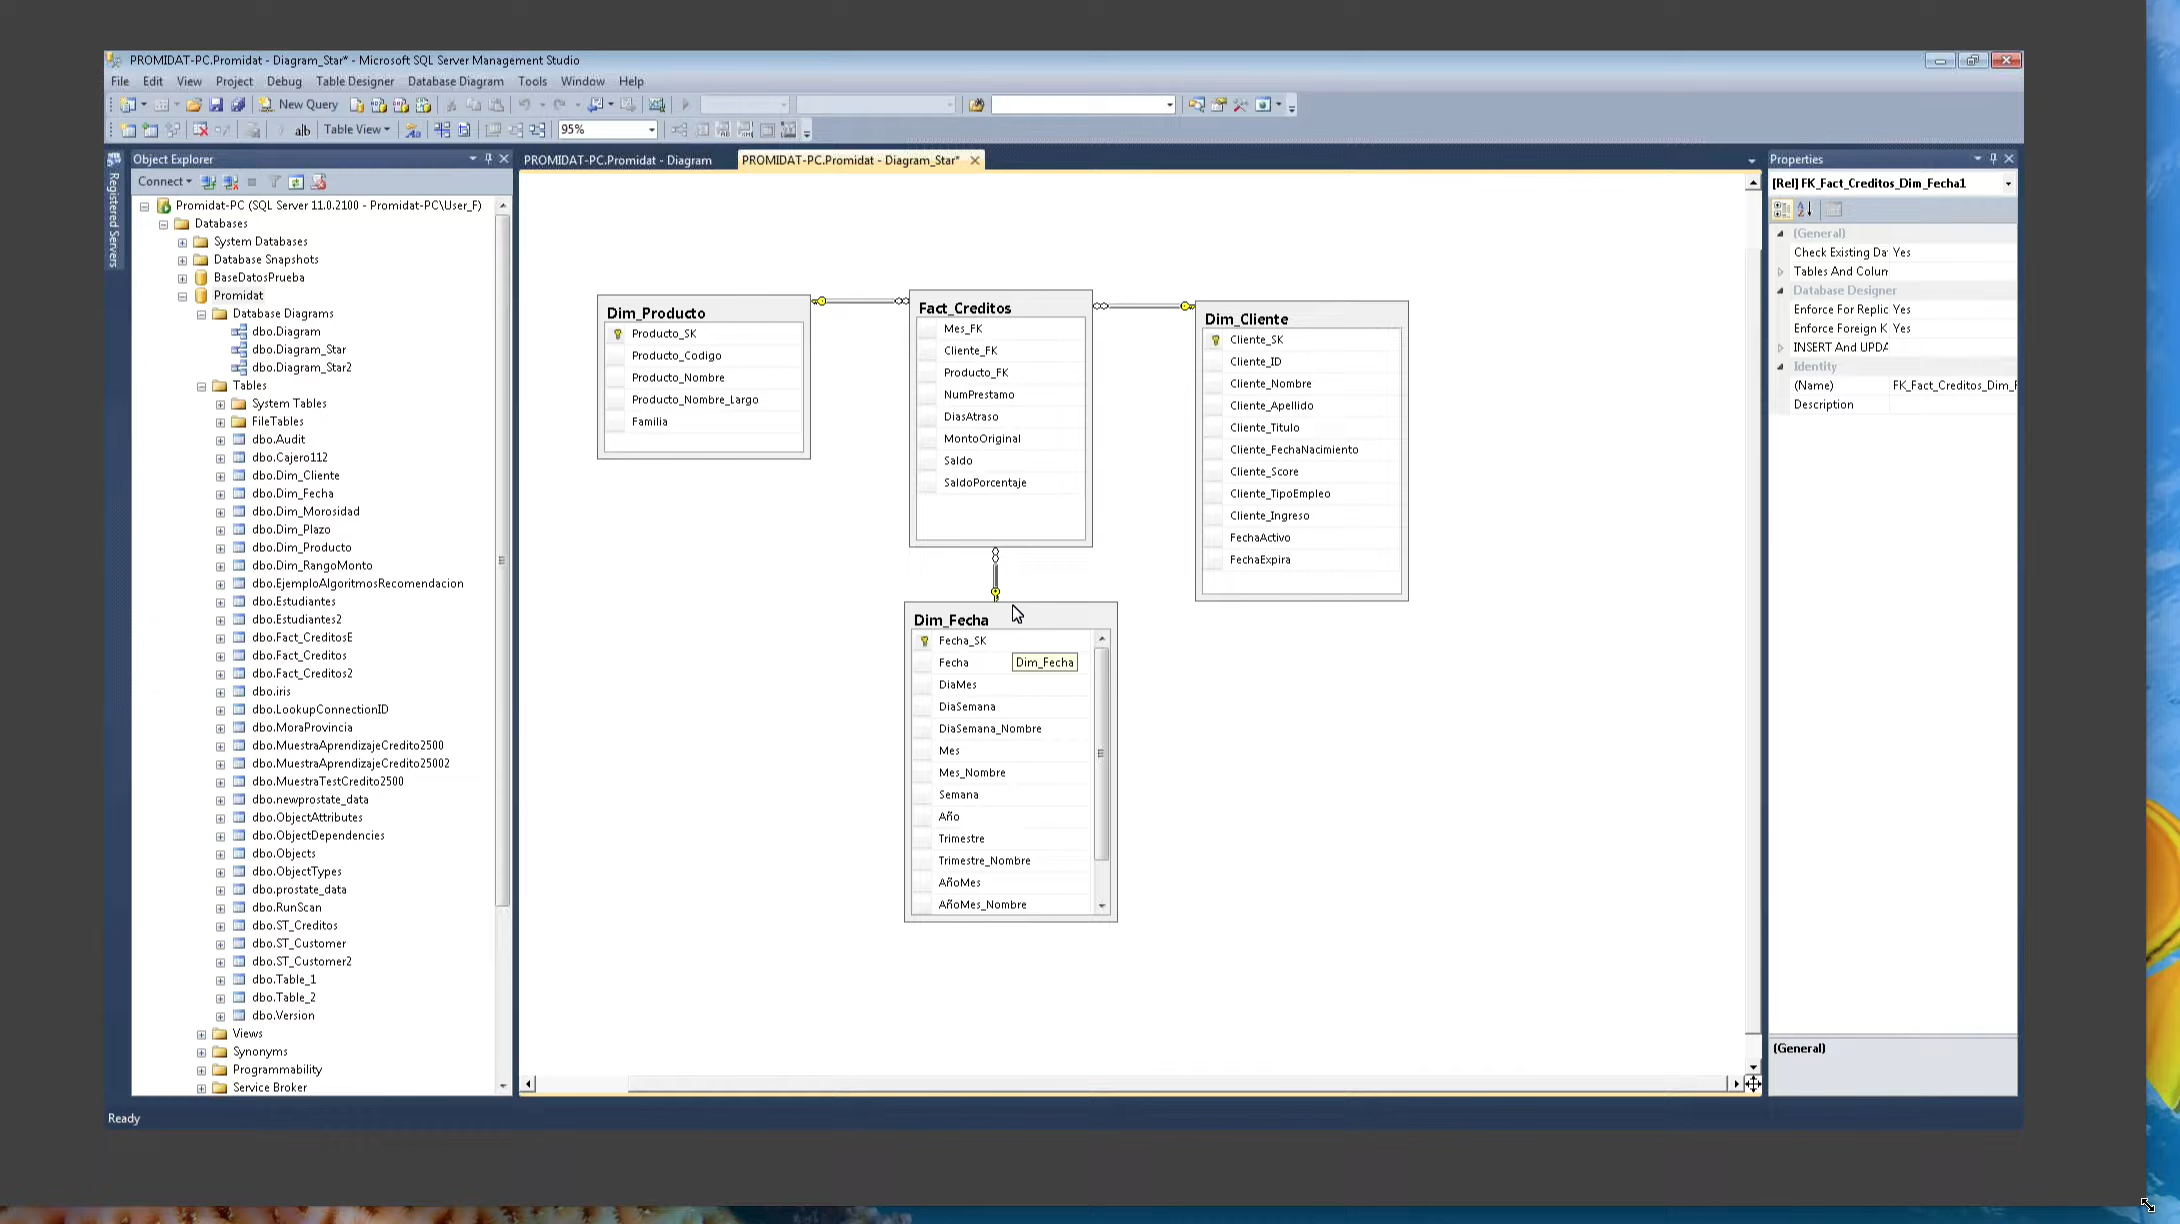 PROMIDAT-PC.Promidat - Diagram_Star* - Microsoft SQL Server Management Studio
File Edit View Project Debug Table Designer Database Diagram Tools Window Help
New Query
alb Table View 95%
Registered Servers
Object Explorer
Connect
Promidat-PC (SQL Server 11.0.2100 - Promidat-PC\User_F)
Databases
System Databases
Database Snapshots
BaseDatosPrueba
Promidat
Database Diagrams
dbo.Diagram
dbo.Diagram_Star
dbo.Diagram_Star2
Tables
System Tables
FileTables
dbo.Audit
dbo.Cajero112
dbo.Dim_Cliente
dbo.Dim_Fecha
dbo.Dim_Morosidad
dbo.Dim_Plazo
dbo.Dim_Producto
dbo.Dim_RangoMonto
dbo.EjemploAlgoritmosRecomendacion
dbo.Estudiantes
dbo.Estudiantes2
dbo.Fact_CreditosE
dbo.Fact_Creditos
dbo.Fact_Creditos2
dbo.iris
dbo.LookupConnectionID
dbo.MoraProvincia
dbo.MuestraAprendizajeCredito2500
dbo.MuestraAprendizajeCredito25002
dbo.MuestraTestCredito2500
dbo.newprostate_data
dbo.ObjectAttributes
dbo.ObjectDependencies
dbo.Objects
dbo.ObjectTypes
dbo.prostate_data
dbo.RunScan
dbo.ST_Creditos
dbo.ST_Customer
dbo.ST_Customer2
dbo.Table_1
dbo.Table_2
dbo.Version
Views
Synonyms
Programmability
Service Broker
PROMIDAT-PC.Promidat - Diagram
PROMIDAT-PC.Promidat - Diagram_Star*
Dim_Producto
Producto_SK
Producto_Codigo
Producto_Nombre
Producto_Nombre_Largo
Familia
Fact_Creditos
Mes_FK
Cliente_FK
Producto_FK
NumPrestamo
DiasAtraso
MontoOriginal
Saldo
SaldoPorcentaje
Dim_Cliente
Cliente_SK
Cliente_ID
Cliente_Nombre
Cliente_Apellido
Cliente_Titulo
Cliente_FechaNacimiento
Cliente_Score
Cliente_TipoEmpleo
Cliente_Ingreso
FechaActivo
FechaExpira
Dim_Fecha
Fecha_SK
Fecha
Dim_Fecha
DiaMes
DiaSemana
DiaSemana_Nombre
Mes
Mes_Nombre
Semana
Año
Trimestre
Trimestre_Nombre
AñoMes
AñoMes_Nombre
Properties
[Rel] FK_Fact_Creditos_Dim_Fecha1
(General)
Check Existing Da Yes
Tables And Colun
Database Designer
Enforce For Replic Yes
Enforce Foreign K Yes
INSERT And UPDA
Identity
(Name) FK_Fact_Creditos_Dim_F
Description
(General)
Ready